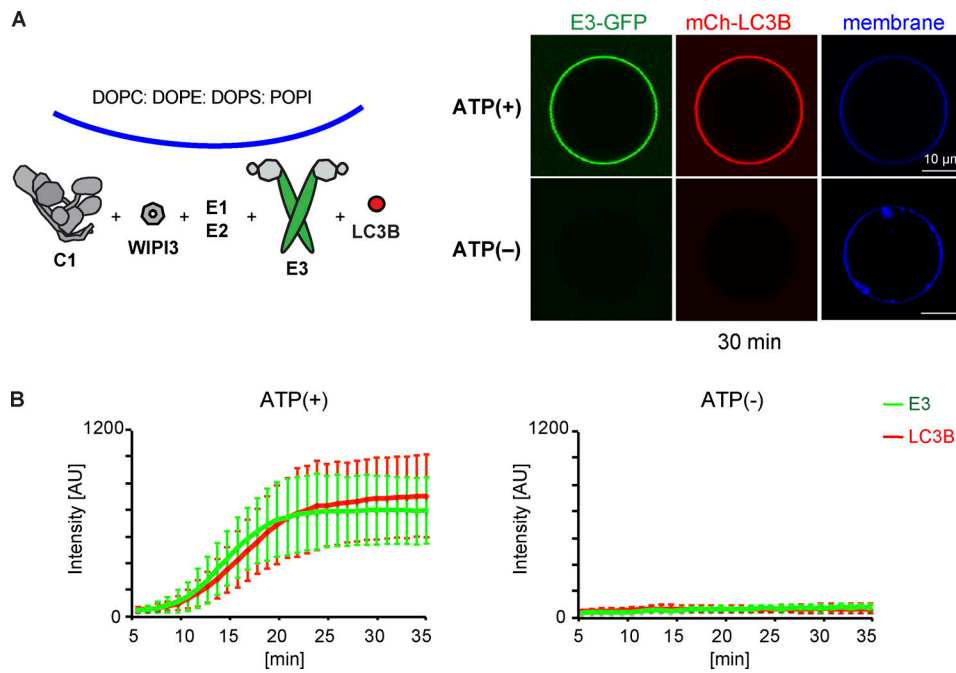 A
E3-GFP mCh-LC3B membrane
DOPC: DOPE: DOPS: POPI
ATP(+)
10 µm
C1 + WIPI3 + E1 E2 + E3 + LC3B
ATP(–)
30 min
B
ATP(+)
1200
Intensity [AU]
0
5 10 15 20 25 30 35
[min]
ATP(-)
1200
Intensity [AU]
0
5 10 15 20 25 30 35
[min]
E3
LC3B